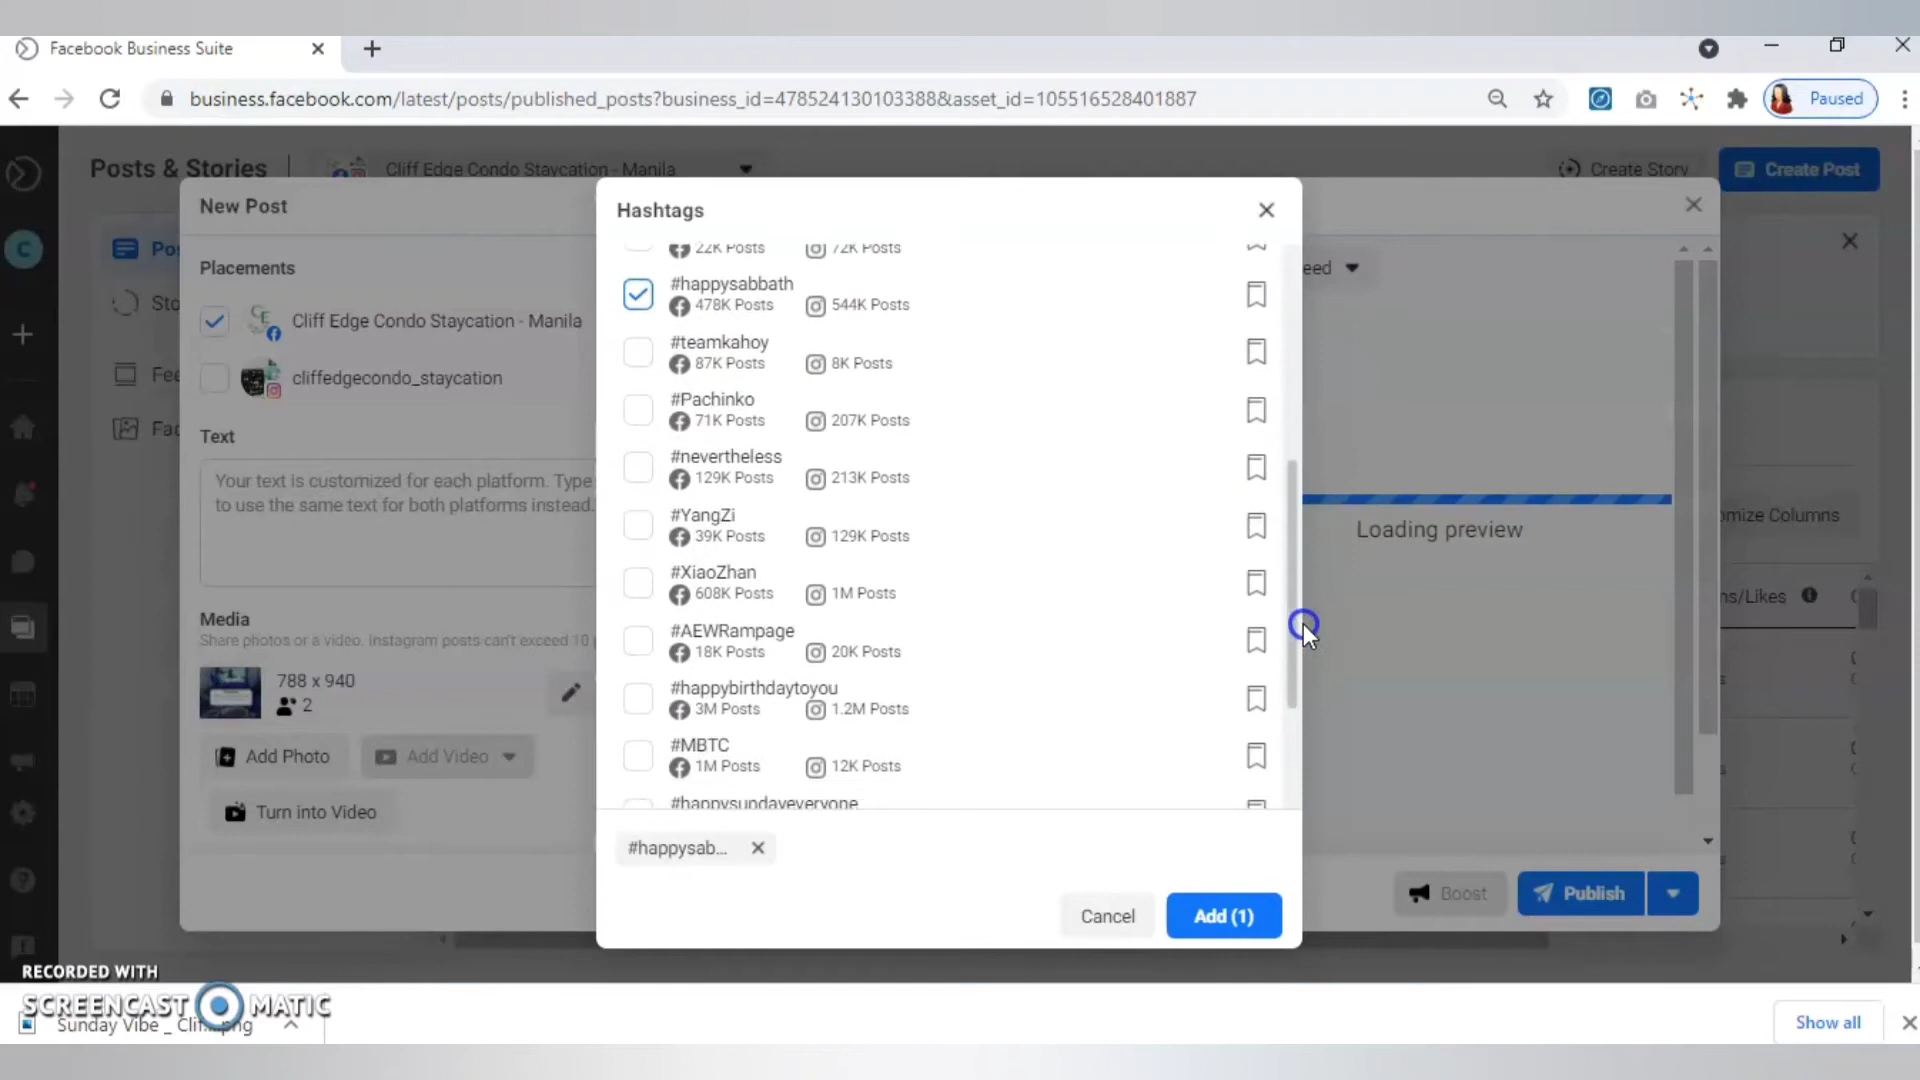 Facebook Business Suite
business.facebook.com/latest/posts/published_posts?business_id=478524130103388&asset_id=105516528401887
Paused
Posts & Stories
Cliff Edge Condo Staycation - Manila
Create Story
Create Post
C
New Post
Placements
Cliff Edge Condo Staycation - Manila
cliffedgecondo_staycation
Text
Your text is customized for each platform. Type
to use the same text for both platforms instead.
Media
Share photos or a video. Instagram posts can't exceed 10
788 x 940
2
Add Photo
Add Video
Turn into Video
Hashtags
22K Posts 72K Posts
#happysabbath
478K Posts 544K Posts
#teamkahoy
87K Posts 8K Posts
#Pachinko
71K Posts 207K Posts
#nevertheless
129K Posts 213K Posts
#YangZi
39K Posts 129K Posts
#XiaoZhan
608K Posts 1M Posts
#AEWRampage
18K Posts 20K Posts
#happybirthdaytoyou
3M Posts 1.2M Posts
#MBTC
1M Posts 12K Posts
#happysundayeveryone
#happysab...
Cancel
Add (1)
eed
Loading preview
omize Columns
ns/Likes
Boost
Publish
RECORDED WITH
SCREENCAST MATIC
Sunday Vibe _ Clif....png
Show all